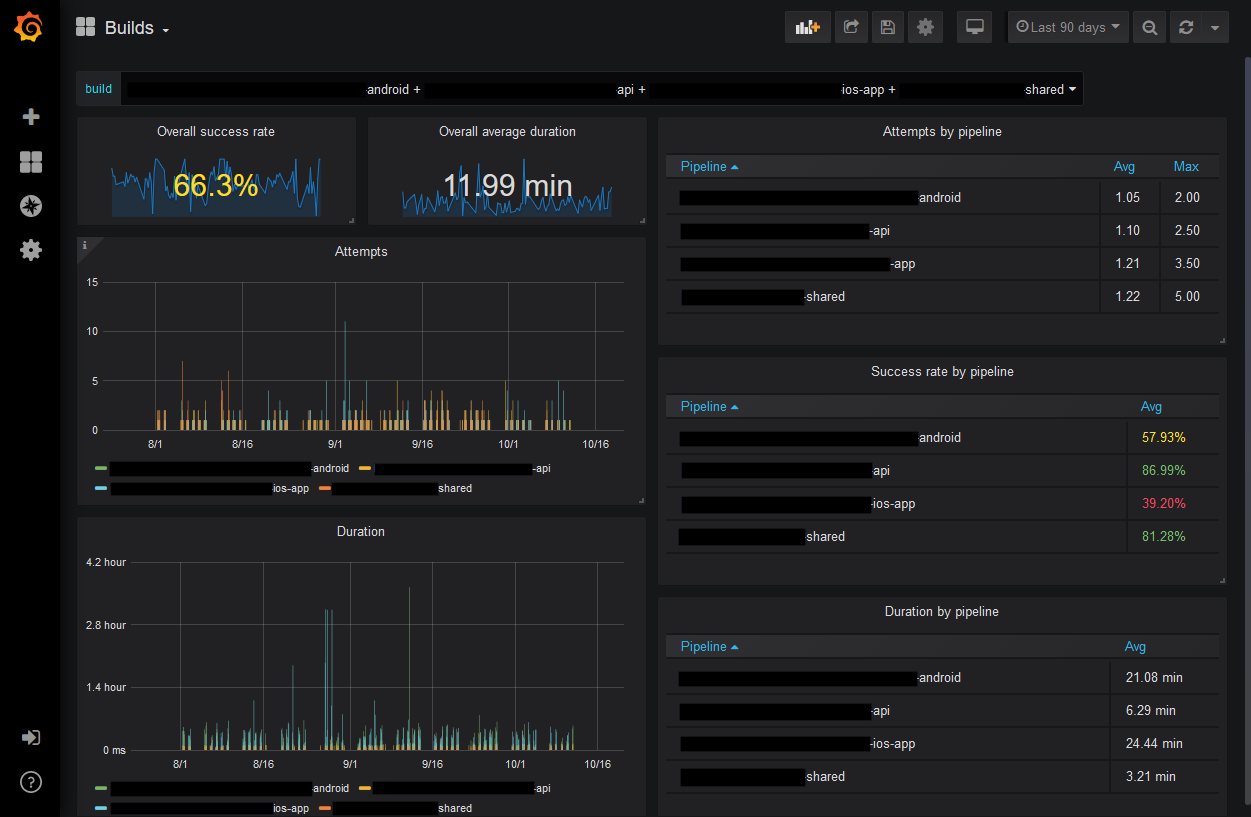 Builds
Last 90 days
build android + api + ios-app + shared
Overall success rate
66.3%
Overall average duration
11.99 min
Attempts by pipeline
Pipeline Avg Max
android 1.05 2.00
-api 1.10 2.50
-app 1.21 3.50
-shared 1.22 5.00
i
Attempts
15
10
5
0
8/1 8/16 9/1 9/16 10/1 10/16
-android -api
ios-app shared
Success rate by pipeline
Pipeline Avg
android 57.93%
api 86.99%
-ios-app 39.20%
shared 81.28%
Duration
4.2 hour
2.8 hour
1.4 hour
0 ms
8/1 8/16 9/1 9/16 10/1 10/16
android -api
ios-app shared
Duration by pipeline
Pipeline Avg
-android 21.08 min
-api 6.29 min
-ios-app 24.44 min
shared 3.21 min
?